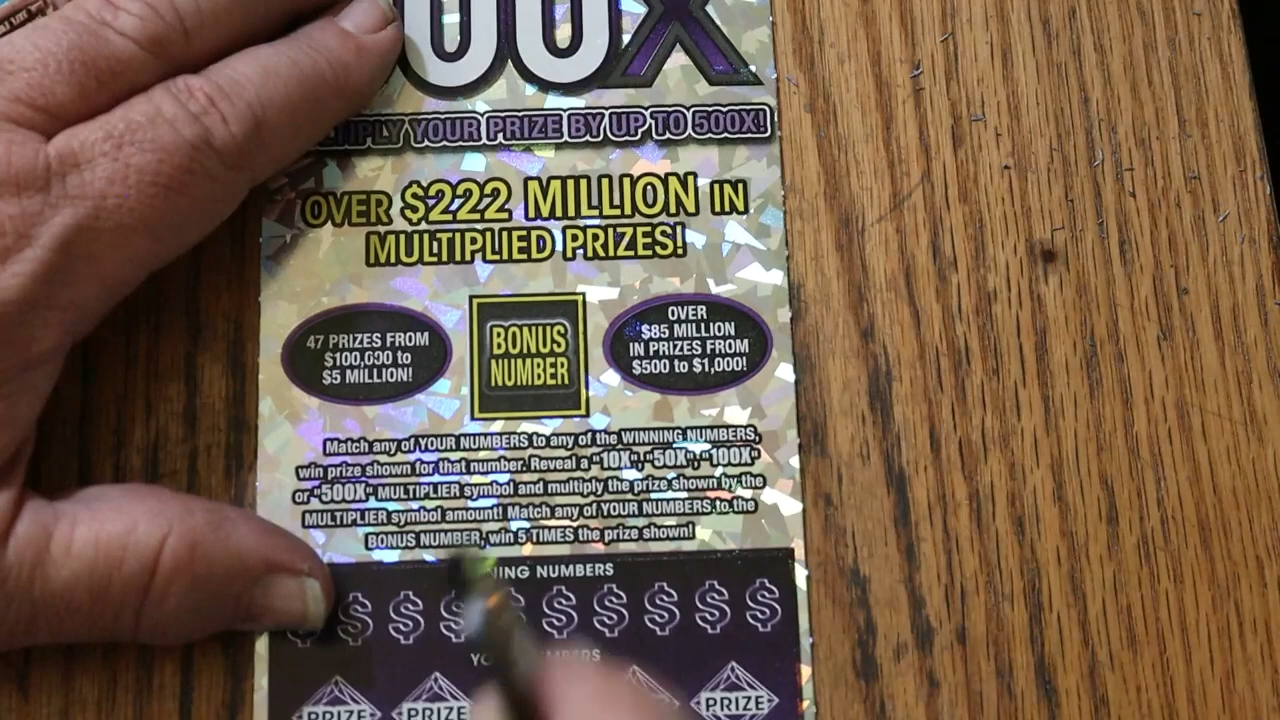 00X
YOUR PRIZE BY UP TO 500X!
OVER $222 MILLION IN
MULTIPLIED PRIZES!
47 PRIZES FROM
$100,000 to
$5 MILLION!
BONUS
NUMBER
OVER
$85 MILLION
IN PRIZES FROM
$500 to $1,000!
Match any of YOUR NUMBERS to any of the WINNING NUMBERS,
win prize shown for that number. Reveal a "10X", "50X", "100X"
or "500X" MULTIPLIER symbol and multiply the prize shown by the
MULTIPLIER symbol amount! Match any of YOUR NUMBERS to the
BONUS NUMBER, win 5 TIMES the prize shown!
NUMBERS
$ $ $ $ $ $ $ $ $
PRIZE PRIZE PRIZE